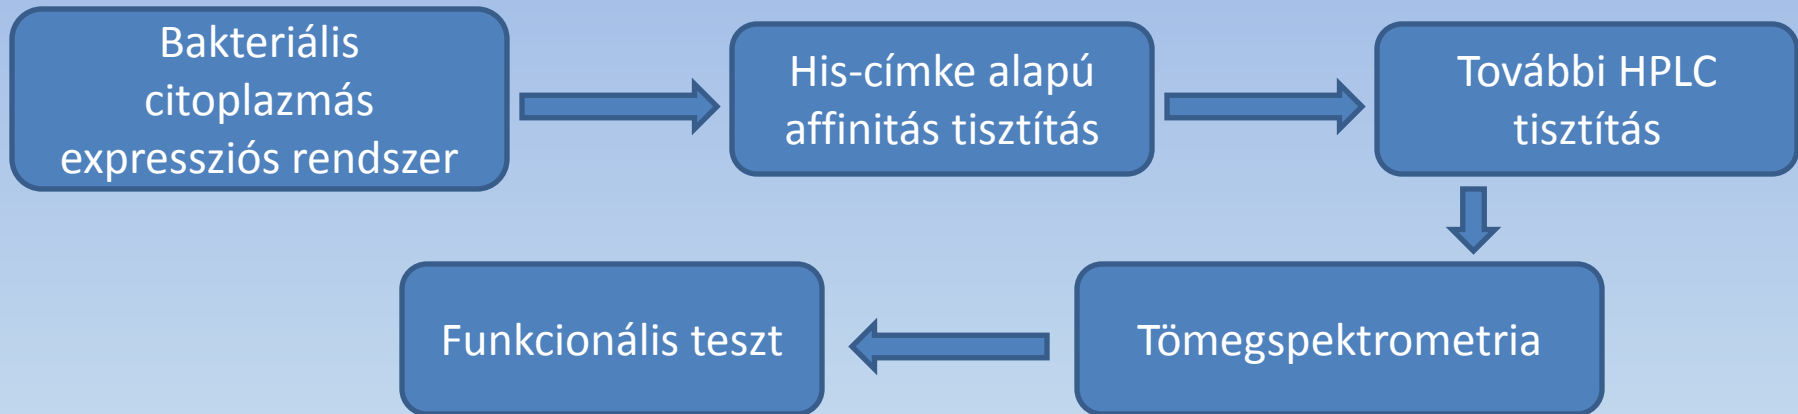 Bakteriális
citoplazmás
expressziós rendszer
His-címke alapú
affinitás tisztítás
További HPLC
tisztítás
Tömegspektrometria
Funkcionális teszt